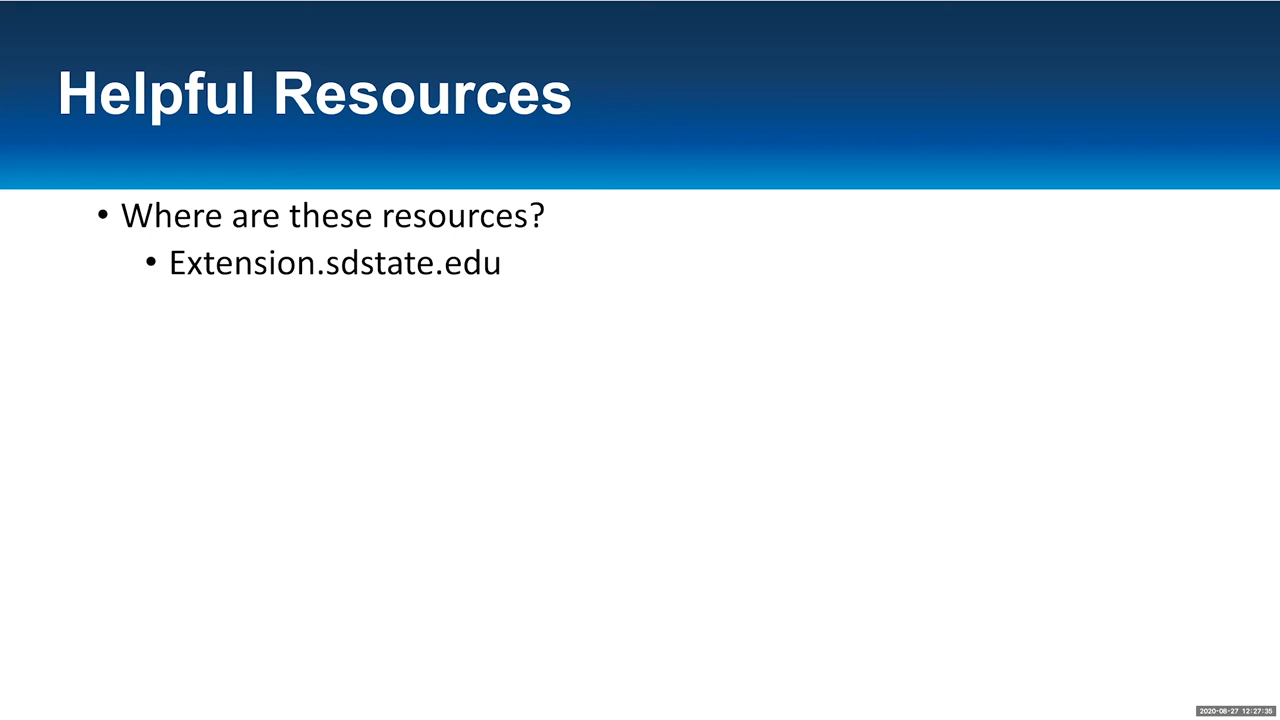 Helpful Resources
• Where are these resources?
• Extension.sdstate.edu
2020-08-27 12:27:35